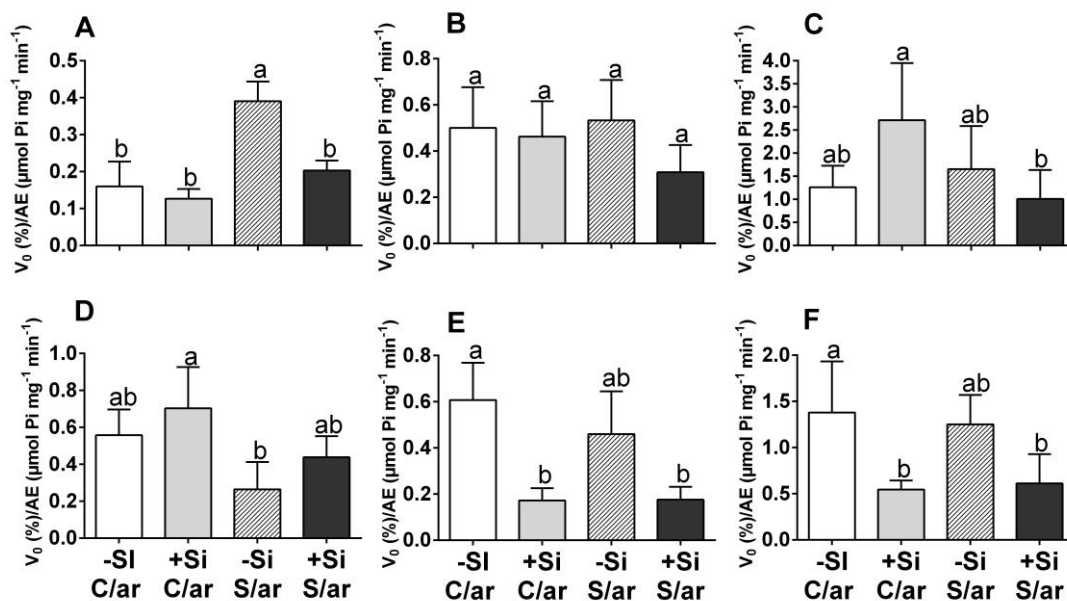 A
V₀ (%)/AE (µmol Pi mg⁻¹ min⁻¹)
0.5
0.4
0.3
0.2
0.1
0.0
b
b
a
b
B
V₀ (%)/AE (µmol Pi mg⁻¹ min⁻¹)
0.8
0.6
0.4
0.2
0.0
a
a
a
a
C
V₀ (%)/AE (µmol Pi mg⁻¹ min⁻¹)
4.0
3.5
3.0
2.5
2.0
1.5
1.0
0.5
0.0
ab
a
ab
b
D
V₀ (%)/AE (µmol Pi mg⁻¹ min⁻¹)
1.0
0.8
0.6
0.4
0.2
0.0
ab
a
b
ab
-SI +Si -Si +Si
C/ar C/ar S/ar S/ar
E
V₀ (%)/AE (µmol Pi mg⁻¹ min⁻¹)
0.8
0.6
0.4
0.2
0.0
a
b
ab
b
-SI +Si -Si +Si
C/ar C/ar S/ar S/ar
F
V₀ (%)/AE (µmol Pi mg⁻¹ min⁻¹)
2.0
1.5
1.0
0.5
0.0
a
b
ab
b
-SI +Si -Si +Si
C/ar C/ar S/ar S/ar